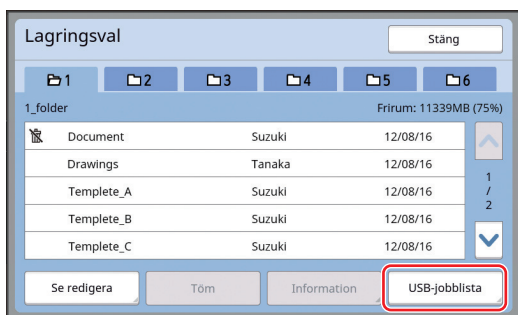 Lagringsval Stäng
1 2 3 4 5 6
1_folder Frirum: 11339MB (75%)
Document Suzuki 12/08/16
Drawings Tanaka 12/08/16
Templete_A Suzuki 12/08/16
Templete_B Suzuki 12/08/16
Templete_C Suzuki 12/08/16
1
/
2
Se redigera Töm Information USB-jobblista